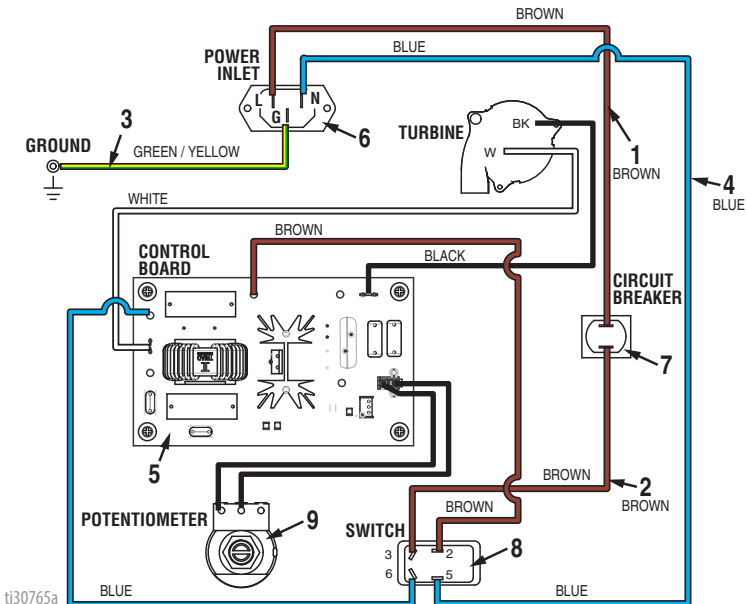 BROWN
BLUE
POWER
INLET
L
N
G
6
3
GROUND
GREEN / YELLOW
TURBINE
BK
W
1
BROWN
4
BLUE
WHITE
BROWN
BLACK
CONTROL
BOARD
CIRCUIT
BREAKER
7
5
BROWN
2
BROWN
BROWN
POTENTIOMETER
9
SWITCH
3
2
8
6
5
ti30765a
BLUE
BLUE